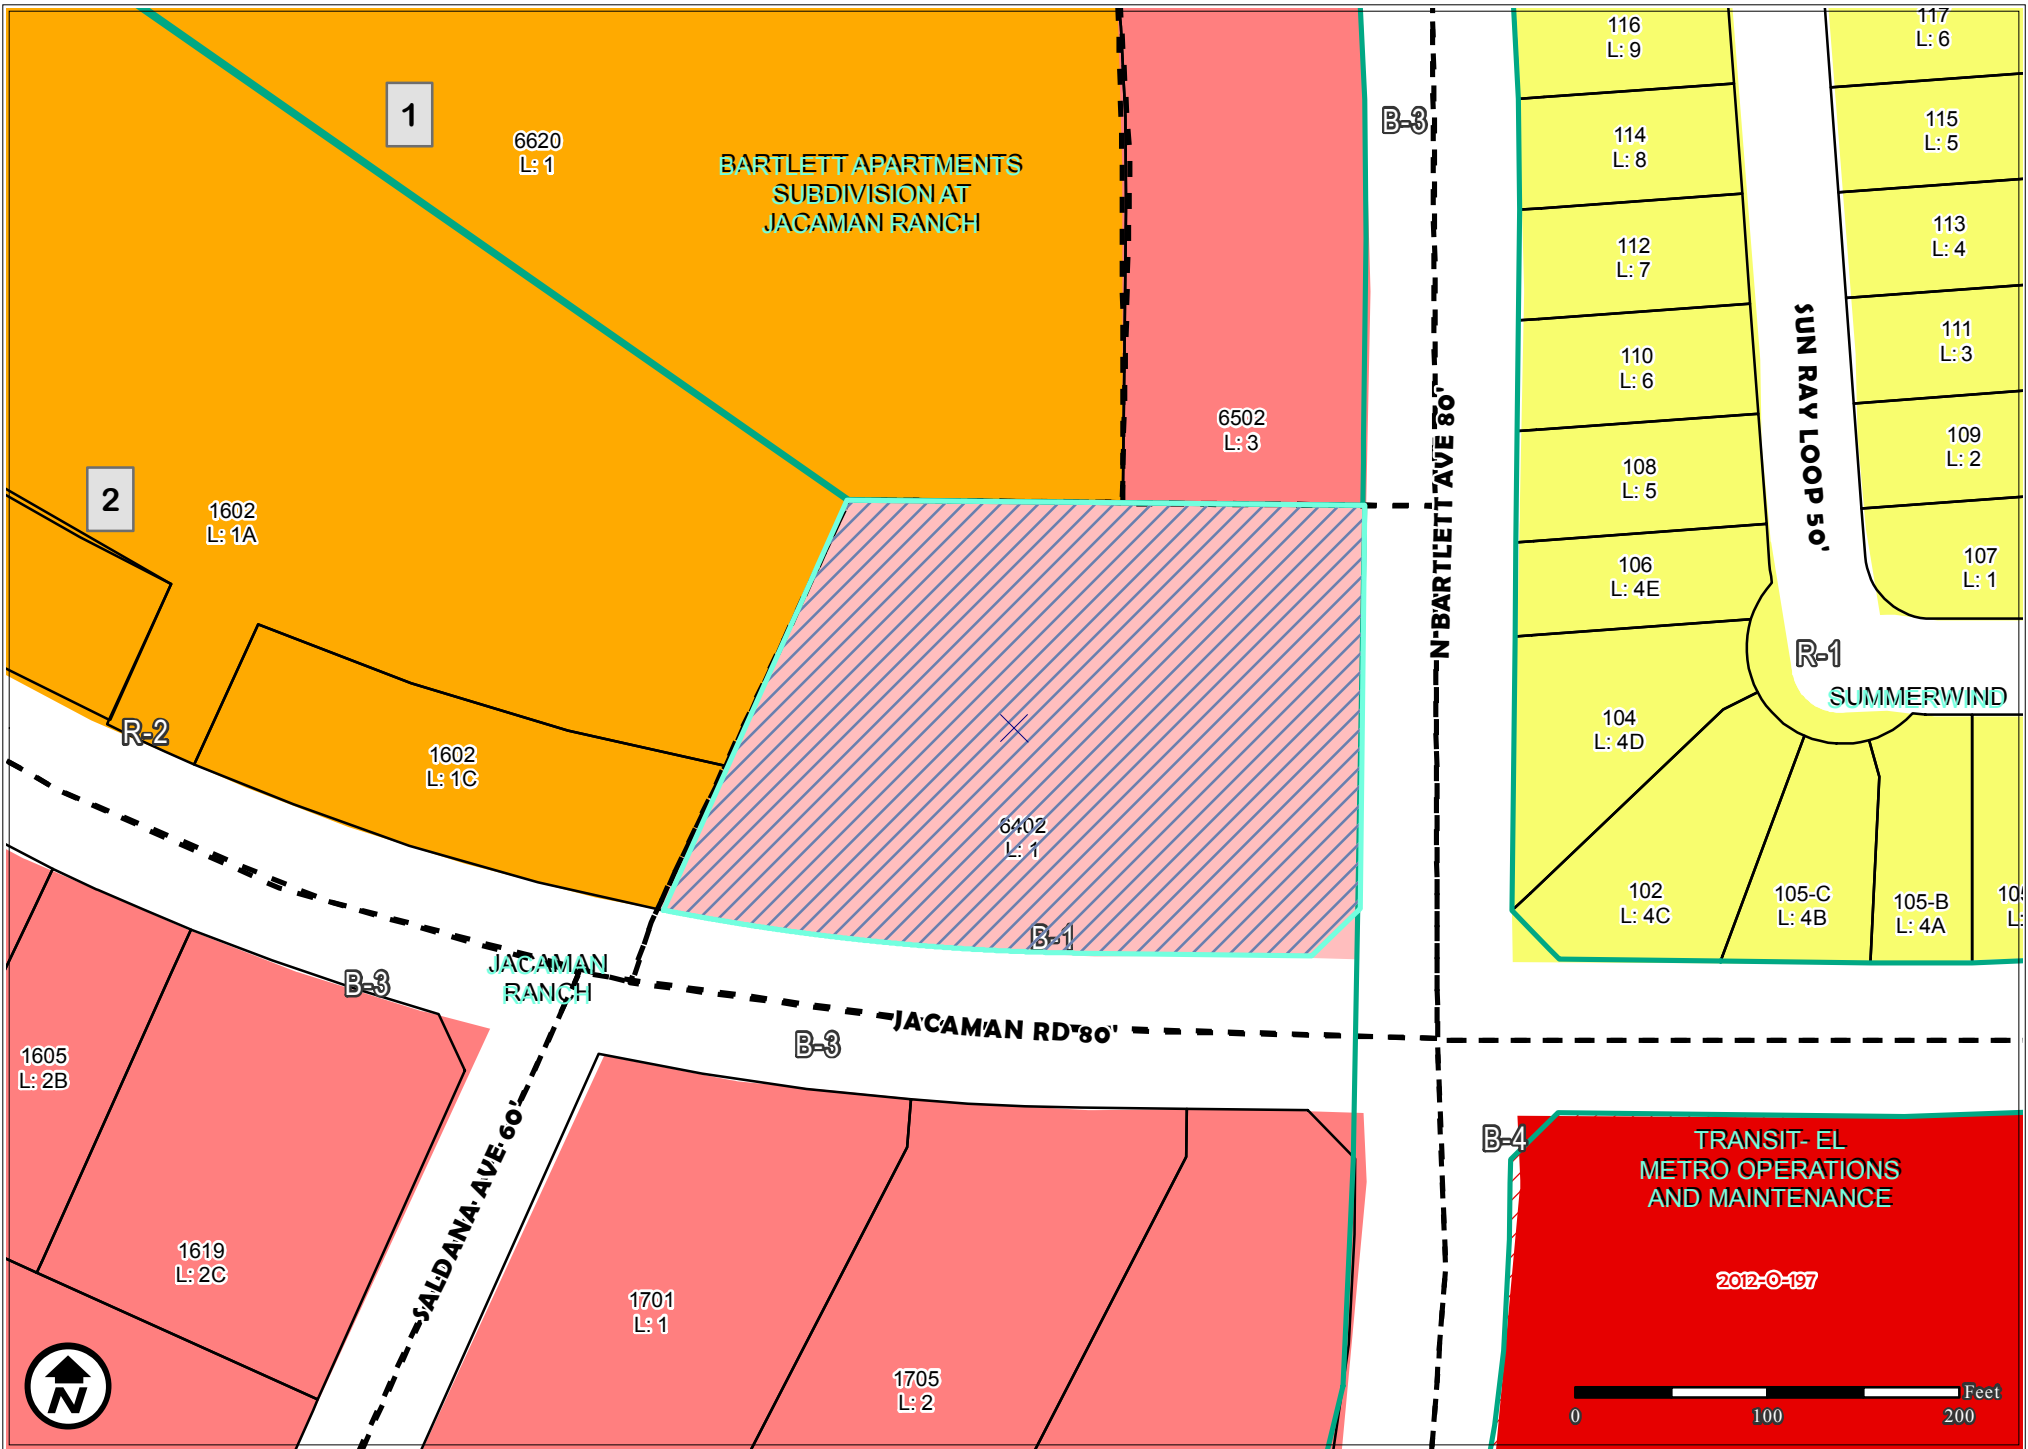 116
L: 9
117
L: 6
1
B-3
114
L: 8
115
L: 5
6620
L: 1
BARTLETT APARTMENTS
SUBDIVISION AT
JACAMAN RANCH
112
L: 7
113
L: 4
SUN RAY LOOP 50'
110
L: 6
111
L: 3
6502
L: 3
N BARTLETT AVE 80'
108
L: 5
109
L: 2
2
1602
L: 1A
106
L: 4E
107
L: 1
R-1
SUMMERWIND
R-2
104
L: 4D
1602
L: 1C
6402
L: 1
102
L: 4C
105-C
L: 4B
105-B
L: 4A
B-1
JACAMAN
RANCH
B-3
JACAMAN RD 80'
B-3
1605
L: 2B
SALDANA AVE 60'
B-4
TRANSIT- EL
METRO OPERATIONS
AND MAINTENANCE
1619
L: 2C
2012-O-197
1701
L: 1
1705
L: 2
N
Feet
0 100 200